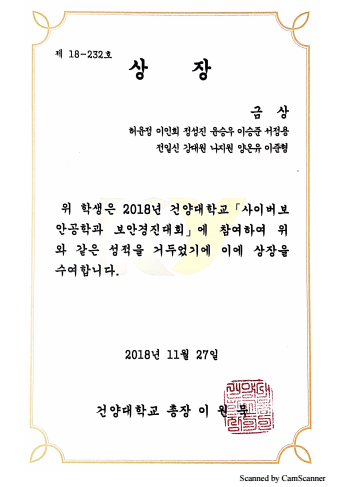 제 18-232호
상 장
금 상
허윤정 이민희 정성진 윤승우 이승준 서정용
전일신 강대원 나지원 양은유 이준형
위 학생은 2018년 건양대학교「사이버보
안공학과 보안경진대회」에 참여하여 위
와 같은 성적을 거두었기에 이에 상장을
수여합니다.
2018년 11월 27일
건양대학교 총장 이 원 묵
Scanned by CamScanner